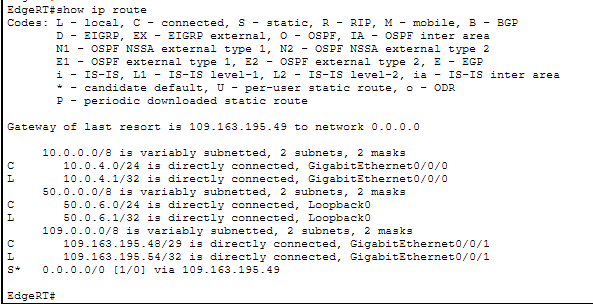 EdgeRT#show ip route
Codes: L - local, C - connected, S - static, R - RIP, M - mobile, B - BGP
       D - EIGRP, EX - EIGRP external, O - OSPF, IA - OSPF inter area
       N1 - OSPF NSSA external type 1, N2 - OSPF NSSA external type 2
       E1 - OSPF external type 1, E2 - OSPF external type 2, E - EGP
       i - IS-IS, L1 - IS-IS level-1, L2 - IS-IS level-2, ia - IS-IS inter area
       * - candidate default, U - per-user static route, o - ODR
       P - periodic downloaded static route
Gateway of last resort is 109.163.195.49 to network 0.0.0.0
     10.0.0.0/8 is variably subnetted, 2 subnets, 2 masks
C       10.0.4.0/24 is directly connected, GigabitEthernet0/0/0
L       10.0.4.1/32 is directly connected, GigabitEthernet0/0/0
     50.0.0.0/8 is variably subnetted, 2 subnets, 2 masks
C       50.0.6.0/24 is directly connected, Loopback0
L       50.0.6.1/32 is directly connected, Loopback0
     109.0.0.0/8 is variably subnetted, 2 subnets, 2 masks
C       109.163.195.48/29 is directly connected, GigabitEthernet0/0/1
L       109.163.195.54/32 is directly connected, GigabitEthernet0/0/1
S*   0.0.0.0/0 [1/0] via 109.163.195.49
EdgeRT#